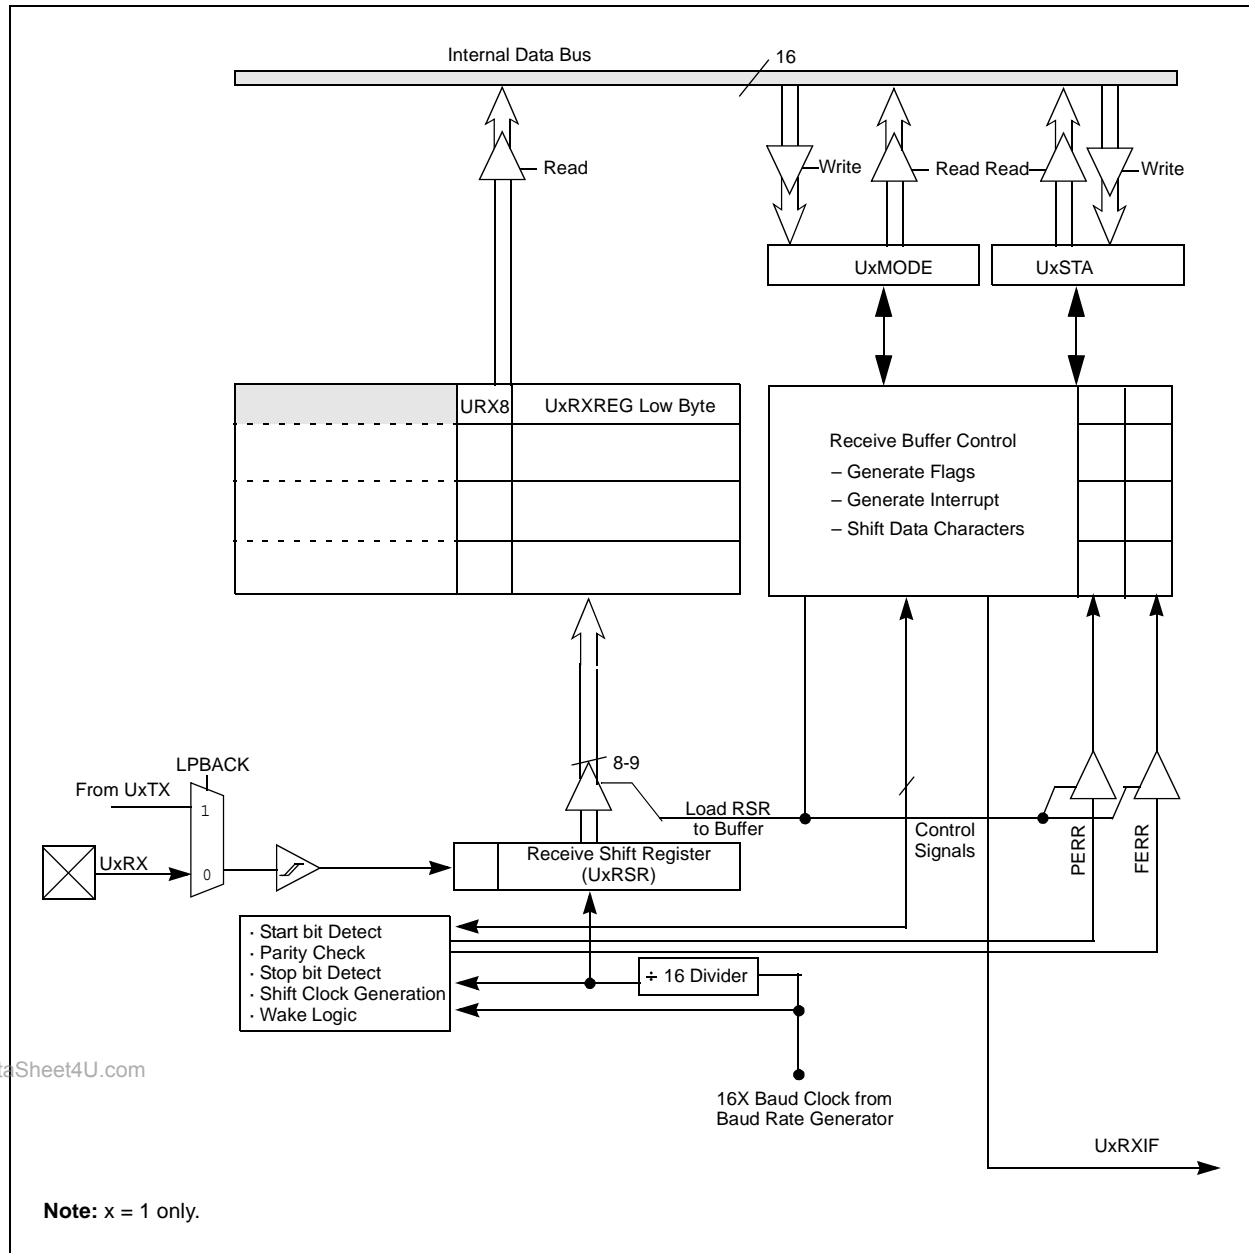 Internal Data Bus
16
Read
Write
Read Read
Write
UxMODE
UxSTA
URX8
UxRXREG Low Byte
Receive Buffer Control
– Generate Flags
– Generate Interrupt
– Shift Data Characters
8-9
LPBACK
From UxTX
1
UxRX
0
Load RSR
to Buffer
Control
Signals
PERR
FERR
Receive Shift Register
(UxRSR)
· Start bit Detect
· Parity Check
· Stop bit Detect
· Shift Clock Generation
· Wake Logic
÷ 16 Divider
16X Baud Clock from
Baud Rate Generator
taSheet4U.com
UxRXIF
Note: x = 1 only.